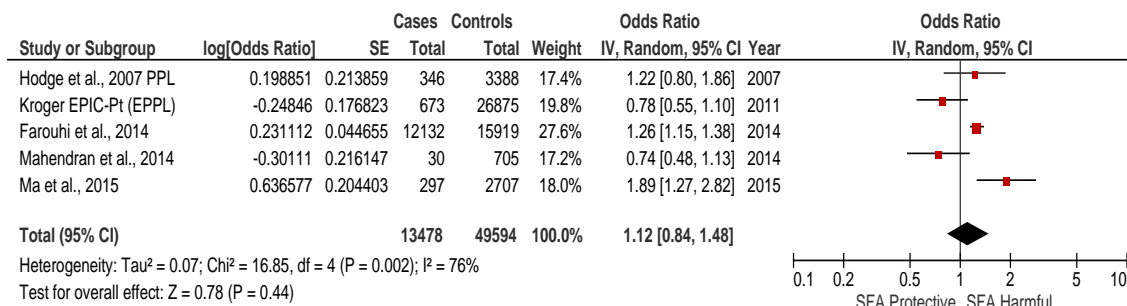 Cases Controls Odds Ratio Odds Ratio
Study or Subgroup log[Odds Ratio] SE Total Total Weight IV, Random, 95% CI Year IV, Random, 95% CI
Hodge et al., 2007 PPL 0.198851 0.213859 346 3388 17.4% 1.22 [0.80, 1.86] 2007
Kroger EPIC-Pt (EPPL) -0.24846 0.176823 673 26875 19.8% 0.78 [0.55, 1.10] 2011
Farouhi et al., 2014 0.231112 0.044655 12132 15919 27.6% 1.26 [1.15, 1.38] 2014
Mahendran et al., 2014 -0.30111 0.216147 30 705 17.2% 0.74 [0.48, 1.13] 2014
Ma et al., 2015 0.636577 0.204403 297 2707 18.0% 1.89 [1.27, 2.82] 2015
Total (95% CI) 13478 49594 100.0% 1.12 [0.84, 1.48]
Heterogeneity: Tau² = 0.07; Chi² = 16.85, df = 4 (P = 0.002); I² = 76%
Test for overall effect: Z = 0.78 (P = 0.44)
0.1 0.2 0.5 1 2 5 10
SFA Protective SFA Harmful